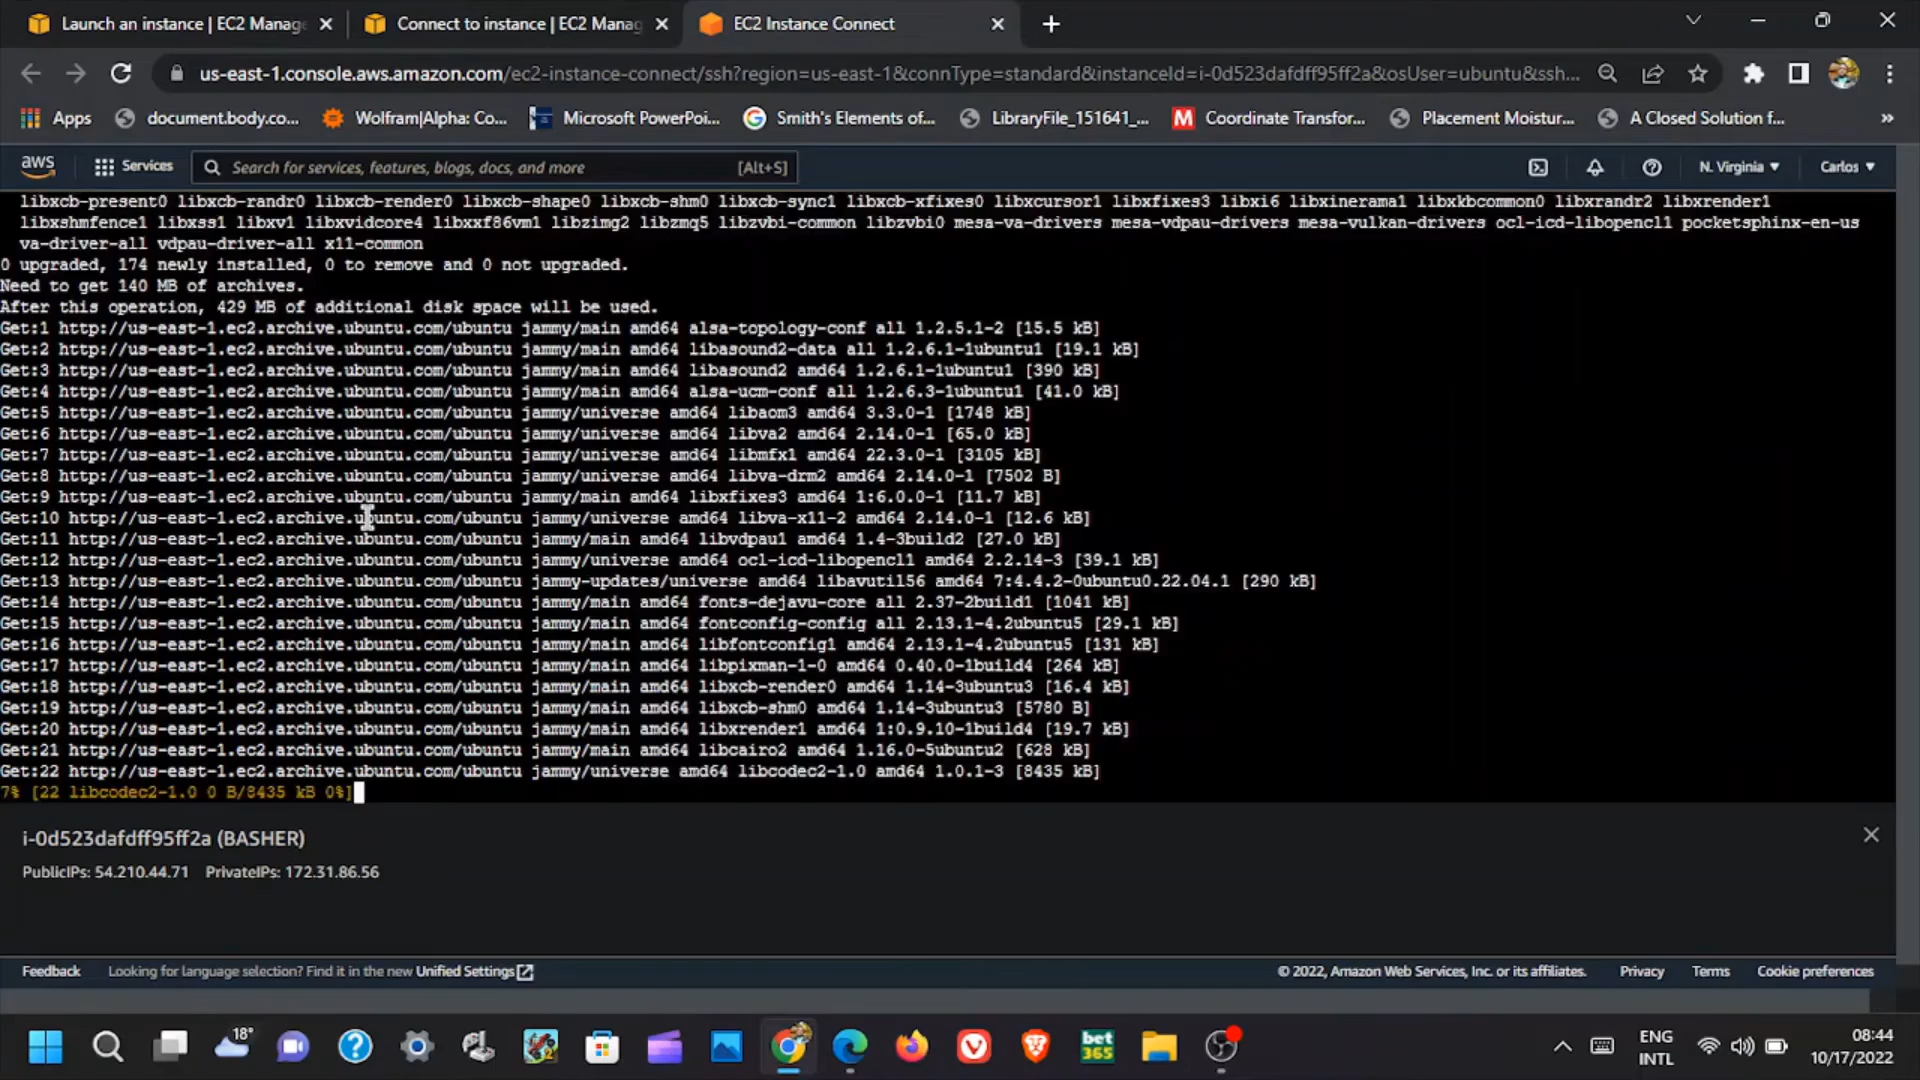 Launch an instance | EC2 Manage
Connect to instance | EC2 Manag
EC2 Instance Connect
us-east-1.console.aws.amazon.com/ec2-instance-connect/ssh?region=us-east-1&connType=standard&instanceId=i-0d523dafdff95ff2a&osUser=ubuntu&ssh...
Apps
document.body.co...
Wolfram|Alpha: Co...
Microsoft PowerPoi...
Smith's Elements of...
LibraryFile_151641_...
Coordinate Transfor...
Placement Moistur...
A Closed Solution f...
»
aws
Services
Search for services, features, blogs, docs, and more
[Alt+S]
N. Virginia
Carlos
libxcb-present0 libxcb-randr0 libxcb-render0 libxcb-shape0 libxcb-shm0 libxcb-sync1 libxcb-xfixes0 libxcursor1 libxfixes3 libxi6 libxinerama1 libxkbcommon0 libxrandr2 libxrender1
libxshmfence1 libxss1 libxv1 libxvidcore4 libxxf86vm1 libzimg2 libzmq5 libzvbi-common libzvbi0 mesa-va-drivers mesa-vdpau-drivers mesa-vulkan-drivers ocl-icd-libopencl1 pocketsphinx-en-us
va-driver-all vdpau-driver-all x11-common
0 upgraded, 174 newly installed, 0 to remove and 0 not upgraded.
Need to get 140 MB of archives.
After this operation, 429 MB of additional disk space will be used.
Get:1 http://us-east-1.ec2.archive.ubuntu.com/ubuntu jammy/main amd64 alsa-topology-conf all 1.2.5.1-2 [15.5 kB]
Get:2 http://us-east-1.ec2.archive.ubuntu.com/ubuntu jammy/main amd64 libasound2-data all 1.2.6.1-1ubuntu1 [19.1 kB]
Get:3 http://us-east-1.ec2.archive.ubuntu.com/ubuntu jammy/main amd64 libasound2 amd64 1.2.6.1-1ubuntu1 [390 kB]
Get:4 http://us-east-1.ec2.archive.ubuntu.com/ubuntu jammy/main amd64 alsa-ucm-conf all 1.2.6.3-1ubuntu1 [41.0 kB]
Get:5 http://us-east-1.ec2.archive.ubuntu.com/ubuntu jammy/universe amd64 libaom3 amd64 3.3.0-1 [1748 kB]
Get:6 http://us-east-1.ec2.archive.ubuntu.com/ubuntu jammy/universe amd64 libva2 amd64 2.14.0-1 [65.0 kB]
Get:7 http://us-east-1.ec2.archive.ubuntu.com/ubuntu jammy/universe amd64 libmfx1 amd64 22.3.0-1 [3105 kB]
Get:8 http://us-east-1.ec2.archive.ubuntu.com/ubuntu jammy/universe amd64 libva-drm2 amd64 2.14.0-1 [7502 B]
Get:9 http://us-east-1.ec2.archive.ubuntu.com/ubuntu jammy/main amd64 libxfixes3 amd64 1:6.0.0-1 [11.7 kB]
Get:10 http://us-east-1.ec2.archive.ubuntu.com/ubuntu jammy/universe amd64 libva-x11-2 amd64 2.14.0-1 [12.6 kB]
Get:11 http://us-east-1.ec2.archive.ubuntu.com/ubuntu jammy/main amd64 libvdpau1 amd64 1.4-3build2 [27.0 kB]
Get:12 http://us-east-1.ec2.archive.ubuntu.com/ubuntu jammy/universe amd64 ocl-icd-libopencl1 amd64 2.2.14-3 [39.1 kB]
Get:13 http://us-east-1.ec2.archive.ubuntu.com/ubuntu jammy-updates/universe amd64 libavutil56 amd64 7:4.4.2-0ubuntu0.22.04.1 [290 kB]
Get:14 http://us-east-1.ec2.archive.ubuntu.com/ubuntu jammy/main amd64 fonts-dejavu-core all 2.37-2build1 [1041 kB]
Get:15 http://us-east-1.ec2.archive.ubuntu.com/ubuntu jammy/main amd64 fontconfig-config all 2.13.1-4.2ubuntu5 [29.1 kB]
Get:16 http://us-east-1.ec2.archive.ubuntu.com/ubuntu jammy/main amd64 libfontconfig1 amd64 2.13.1-4.2ubuntu5 [131 kB]
Get:17 http://us-east-1.ec2.archive.ubuntu.com/ubuntu jammy/main amd64 libpixman-1-0 amd64 0.40.0-1build4 [264 kB]
Get:18 http://us-east-1.ec2.archive.ubuntu.com/ubuntu jammy/main amd64 libxcb-render0 amd64 1.14-3ubuntu3 [16.4 kB]
Get:19 http://us-east-1.ec2.archive.ubuntu.com/ubuntu jammy/main amd64 libxcb-shm0 amd64 1.14-3ubuntu3 [5780 B]
Get:20 http://us-east-1.ec2.archive.ubuntu.com/ubuntu jammy/main amd64 libxrender1 amd64 1:0.9.10-1build4 [19.7 kB]
Get:21 http://us-east-1.ec2.archive.ubuntu.com/ubuntu jammy/main amd64 libcairo2 amd64 1.16.0-5ubuntu2 [628 kB]
Get:22 http://us-east-1.ec2.archive.ubuntu.com/ubuntu jammy/universe amd64 libcodec2-1.0 amd64 1.0.1-3 [8435 kB]
7% [22 libcodec2-1.0 0 B/8435 kB 0%]
i-0d523dafdff95ff2a (BASHER)
PublicIPs: 54.210.44.71 PrivateIPs: 172.31.86.56
Feedback
Looking for language selection? Find it in the new Unified Settings
© 2022, Amazon Web Services, Inc. or its affiliates.
Privacy
Terms
Cookie preferences
18°
bet365
ENG
INTL
08:44
10/17/2022